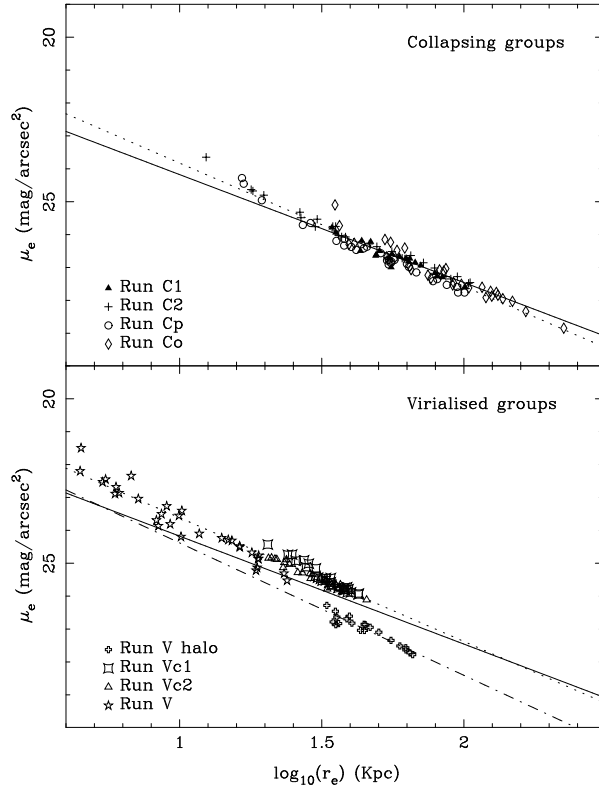 Collapsing groups
20
25
μe (mag/arcsec²)
Run C1
Run C2
Run Cp
Run Co
Virialised groups
20
25
μe (mag/arcsec²)
Run V halo
Run Vc1
Run Vc2
Run V
1 1.5 2
log₁₀(re) (Kpc)